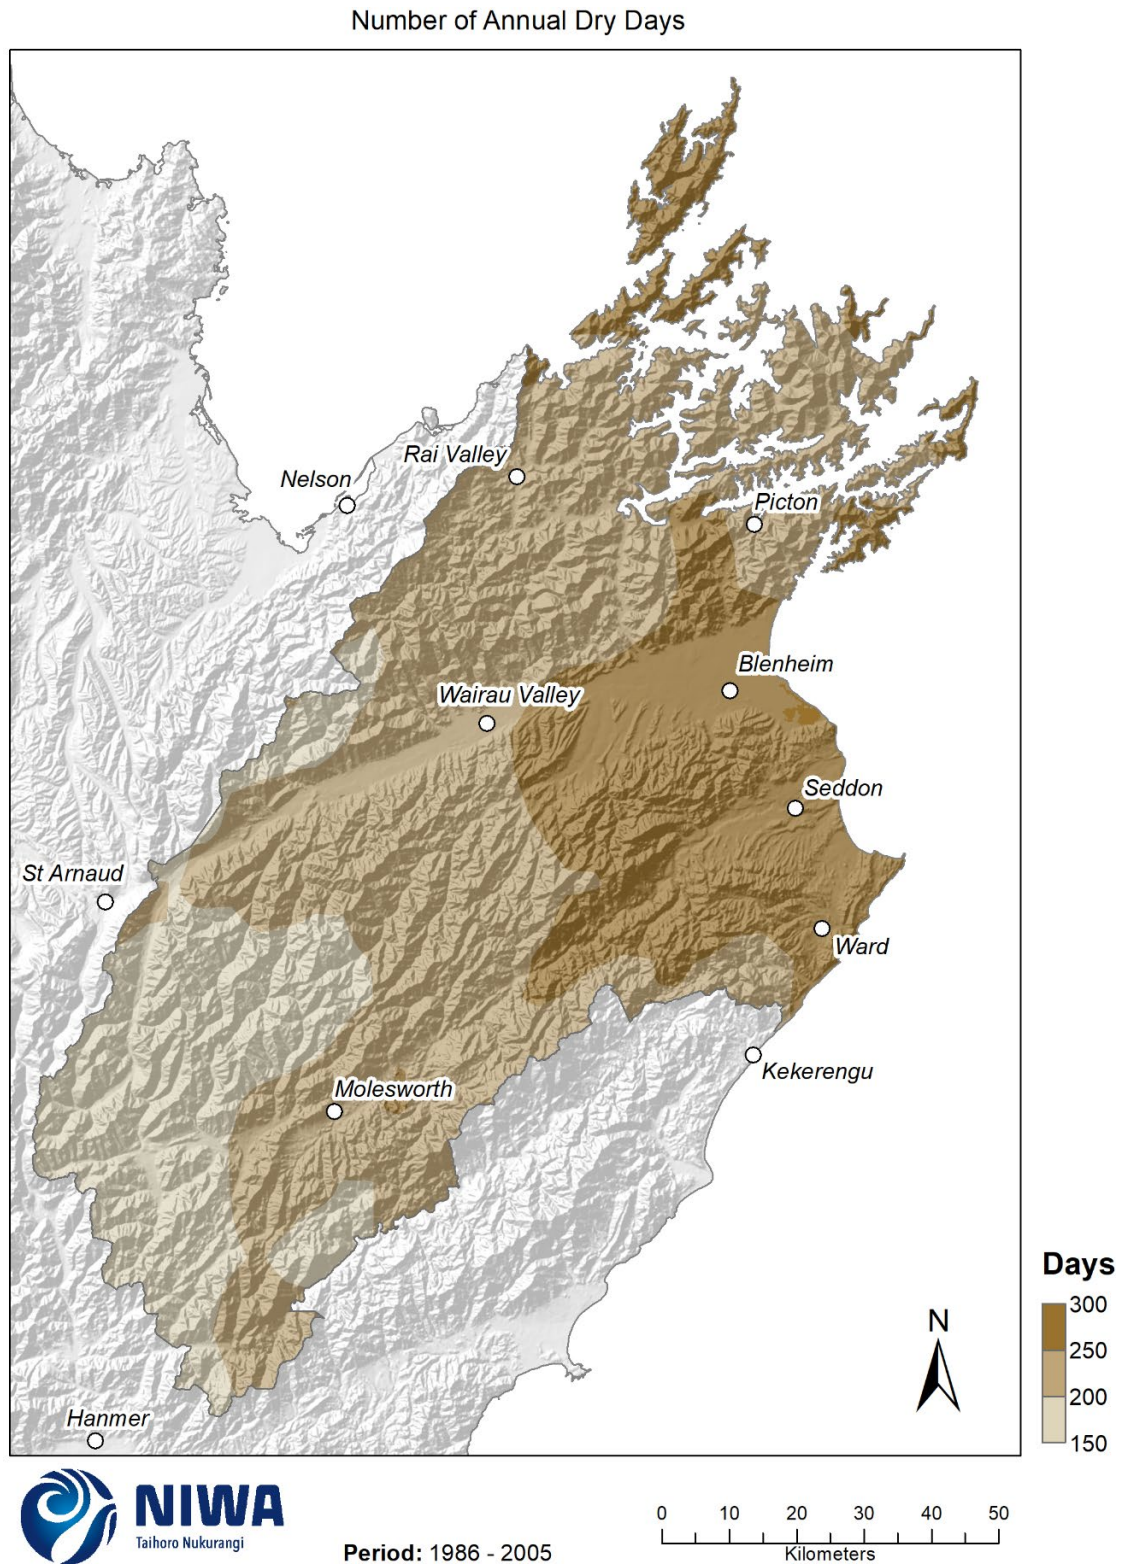 Number of Annual Dry Days
Rai Valley
Nelson
Picton
Blenheim
Wairau Valley
Seddon
St Arnaud
Ward
Kekerengu
Molesworth
Hanmer
N
Days
300
250
200
150
NIWA
Taihoro Nukurangi
Period: 1986 - 2005
0 10 20 30 40 50
Kilometers